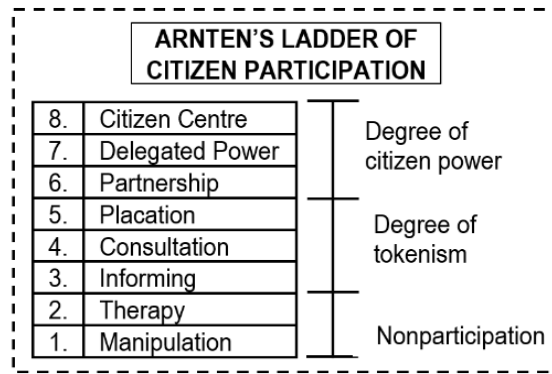 ARNTEN'S LADDER OF
CITIZEN PARTICIPATION
8. Citizen Centre
7. Delegated Power
6. Partnership
5. Placation
4. Consultation
3. Informing
2. Therapy
1. Manipulation
Degree of
citizen power
Degree of
tokenism
Nonparticipation